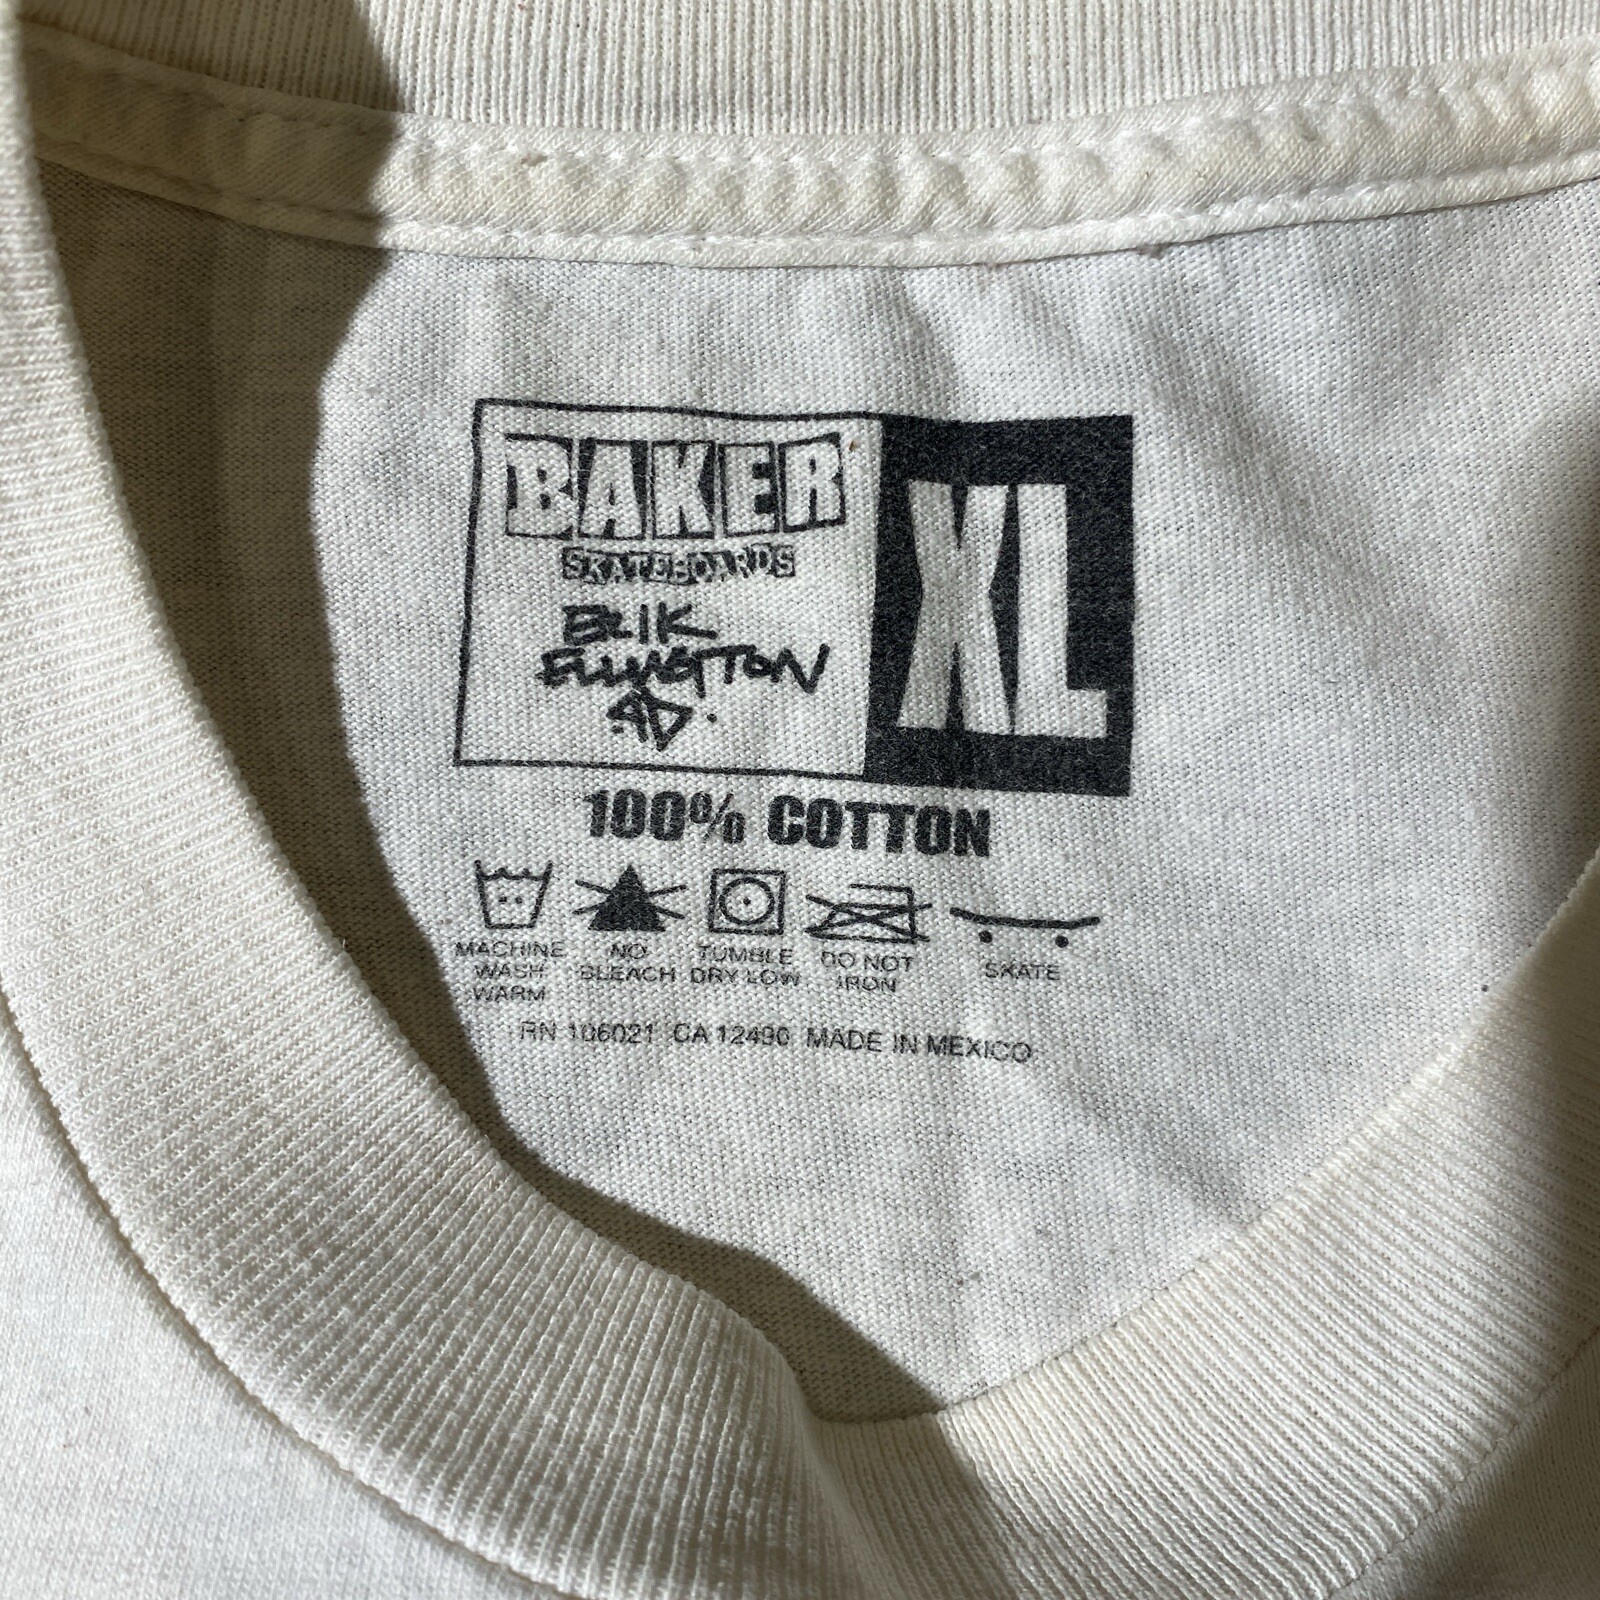 BAKER
SKATEBOARDS
ERIK
ELLINGTON
XL
100% COTTON
MACHINE WASH WARM
NO BLEACH
TUMBLE DRY LOW
DO NOT IRON
SKATE
RN 106021 CA 12490 MADE IN MEXICO